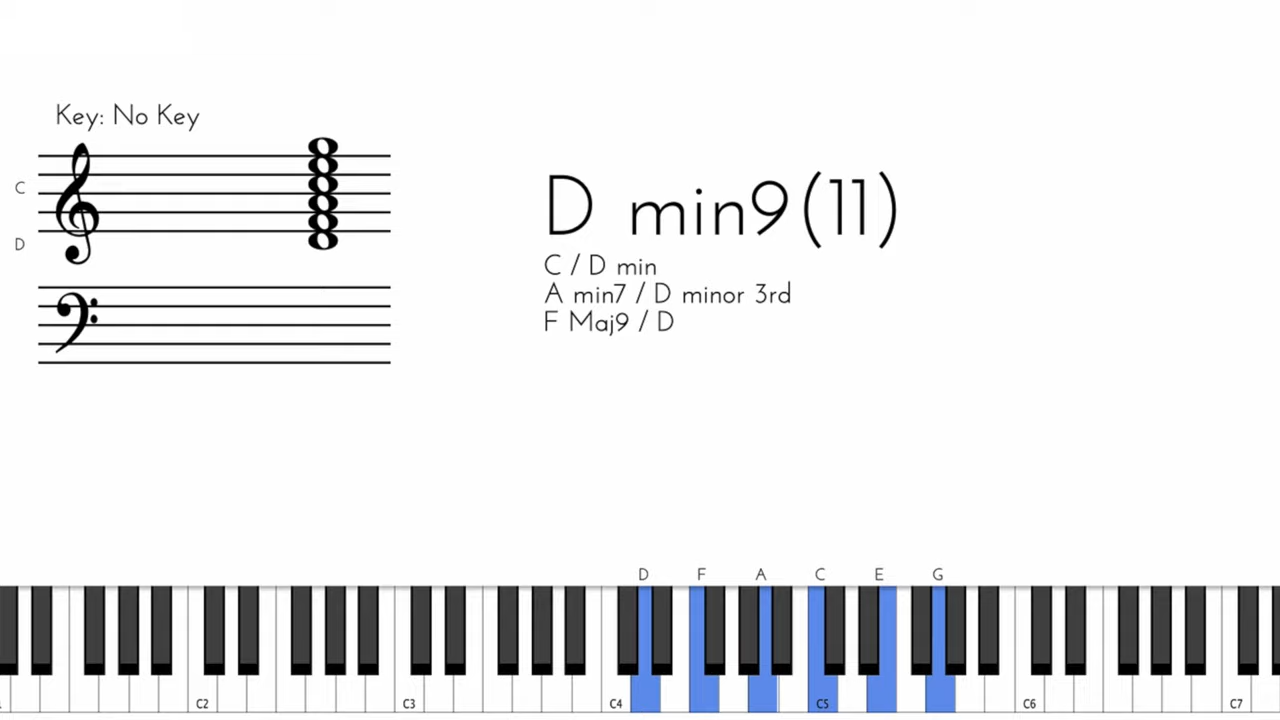 Key: No Key
C
D
D min9(11)
C / D min
A min7 / D minor 3rd
F Maj9 / D
D F A C E G
C2 C3 C4 C5 C6 C7